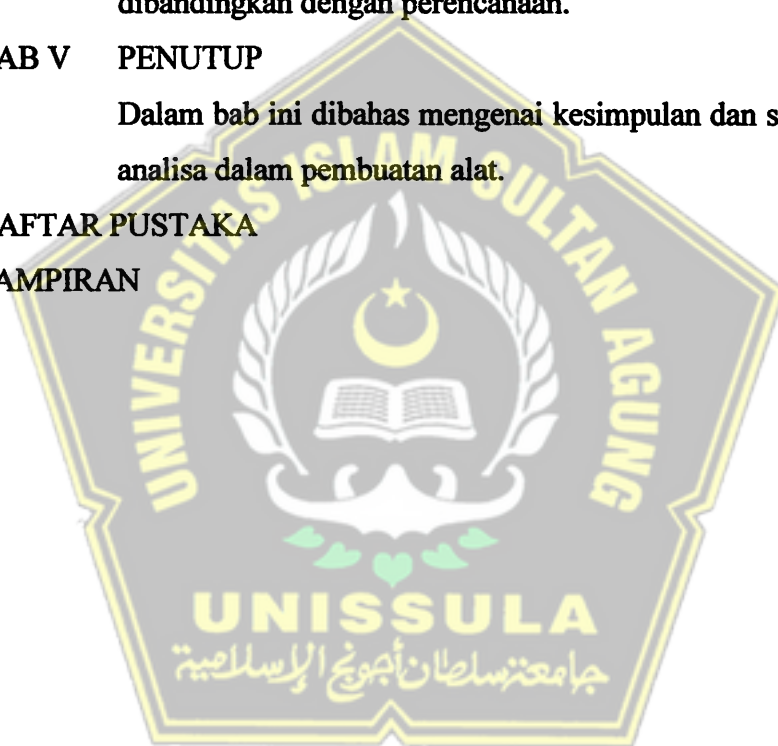 dibandingkan dengan perencanaan.
AB V PENUTUP
Dalam bab ini dibahas mengenai kesimpulan dan s
analisa dalam pembuatan alat.
AFTAR PUSTAKA
AMPIRAN
UNIVERSITAS ISLAM SULTAN AGUNG
UNISSULA
جامعة سلطان أجونج الإسلامية